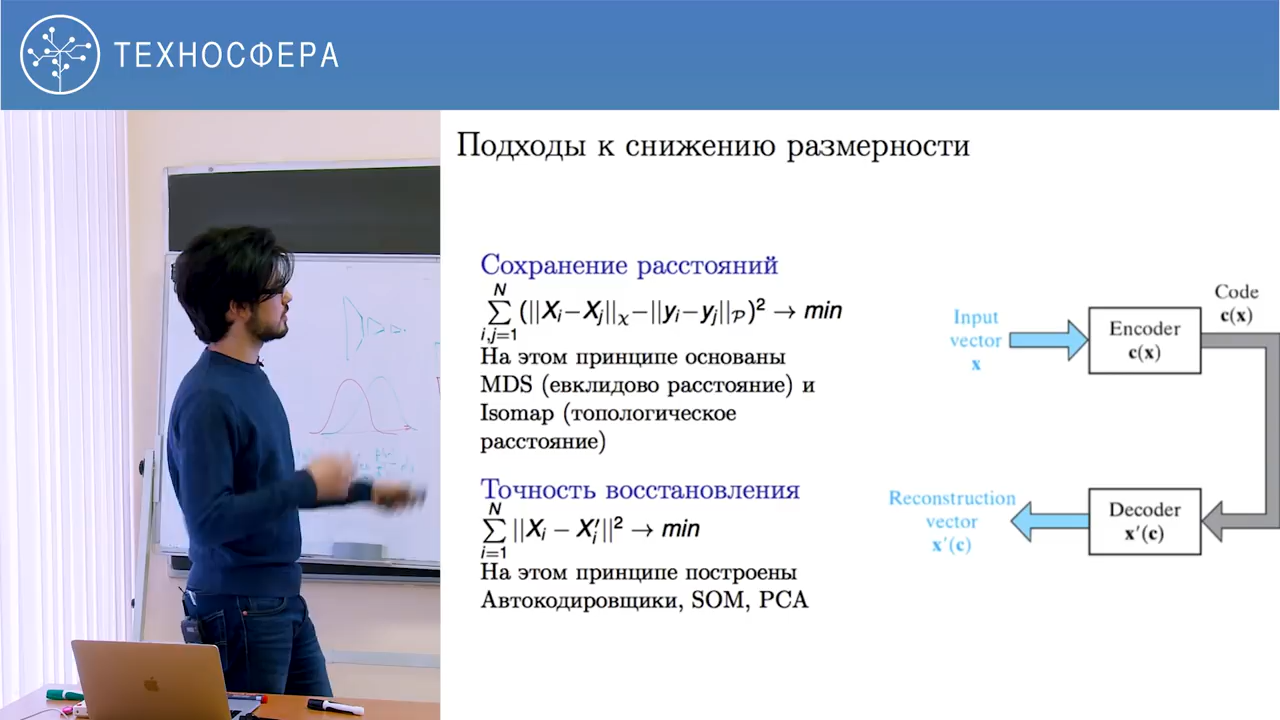 ТЕХНОСФЕРА
Подходы к снижению размерности
Сохранение расстояний
N
∑ (||Xᵢ−Xⱼ||ᵪ−||yᵢ−yⱼ||_𝒫)² → min
i,j=1
На этом принципе основаны
MDS (евклидово расстояние) и
Isomap (топологическое
расстояние)
Точность восстановления
N
∑ ||Xᵢ − X′ᵢ||² → min
i=1
На этом принципе построены
Автокодировщики, SOM, PCA
Input
vector
x
Encoder
c(x)
Code
c(x)
Reconstruction
vector
x′(c)
Decoder
x′(c)